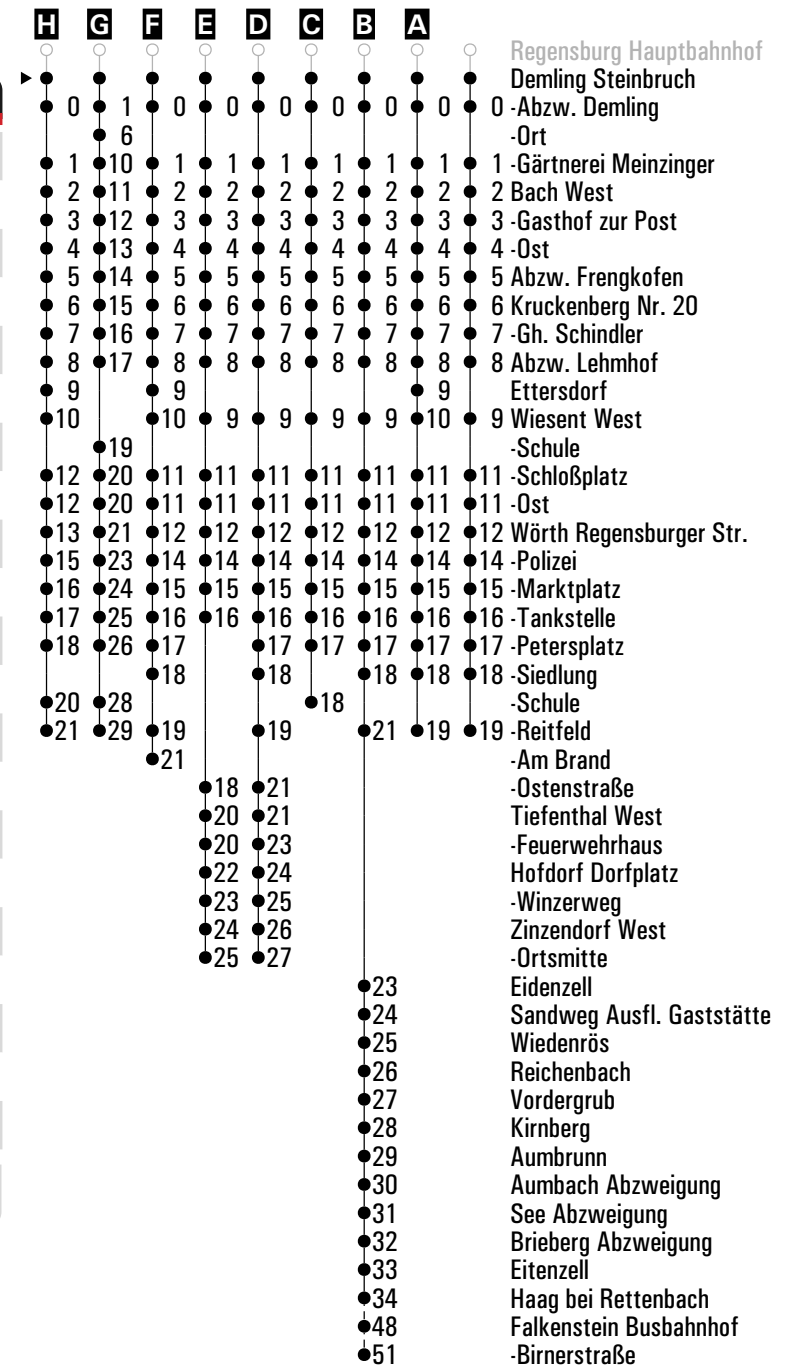 H G F E D C B A
Regensburg Hauptbahnhof
Demling Steinbruch
0 1 0 0 0 0 0 0 0 -Abzw. Demling
6 -Ort
1 10 1 1 1 1 1 1 1 -Gärtnerei Meinzinger
2 11 2 2 2 2 2 2 2 Bach West
3 12 3 3 3 3 3 3 3 -Gasthof zur Post
4 13 4 4 4 4 4 4 4 -Ost
5 14 5 5 5 5 5 5 5 Abzw. Frengkofen
6 15 6 6 6 6 6 6 6 Kruckenberg Nr. 20
7 16 7 7 7 7 7 7 7 -Gh. Schindler
8 17 8 8 8 8 8 8 8 Abzw. Lehmhof
9 9 9 Ettersdorf
10 10 9 9 9 9 10 9 Wiesent West
19 -Schule
12 20 11 11 11 11 11 11 11 -Schloßplatz
12 20 11 11 11 11 11 11 11 -Ost
13 21 12 12 12 12 12 12 12 Wörth Regensburger Str.
15 23 14 14 14 14 14 14 14 -Polizei
16 24 15 15 15 15 15 15 15 -Marktplatz
17 25 16 16 16 16 16 16 16 -Tankstelle
18 26 17 17 17 17 17 17 -Petersplatz
18 18 18 18 18 -Siedlung
20 28 18 -Schule
21 29 19 19 21 19 19 -Reitfeld
21 -Am Brand
18 21 -Ostenstraße
20 21 Tiefenthal West
20 23 -Feuerwehrhaus
22 24 Hofdorf Dorfplatz
23 25 -Winzerweg
24 26 Zinzendorf West
25 27 -Ortsmitte
23 Eidenzell
24 Sandweg Ausfl. Gaststätte
25 Wiedenrös
26 Reichenbach
27 Vordergrub
28 Kirnberg
29 Aumbrunn
30 Aumbach Abzweigung
31 See Abzweigung
32 Brieberg Abzweigung
33 Eitenzell
34 Haag bei Rettenbach
48 Falkenstein Busbahnhof
51 -Birnerstraße